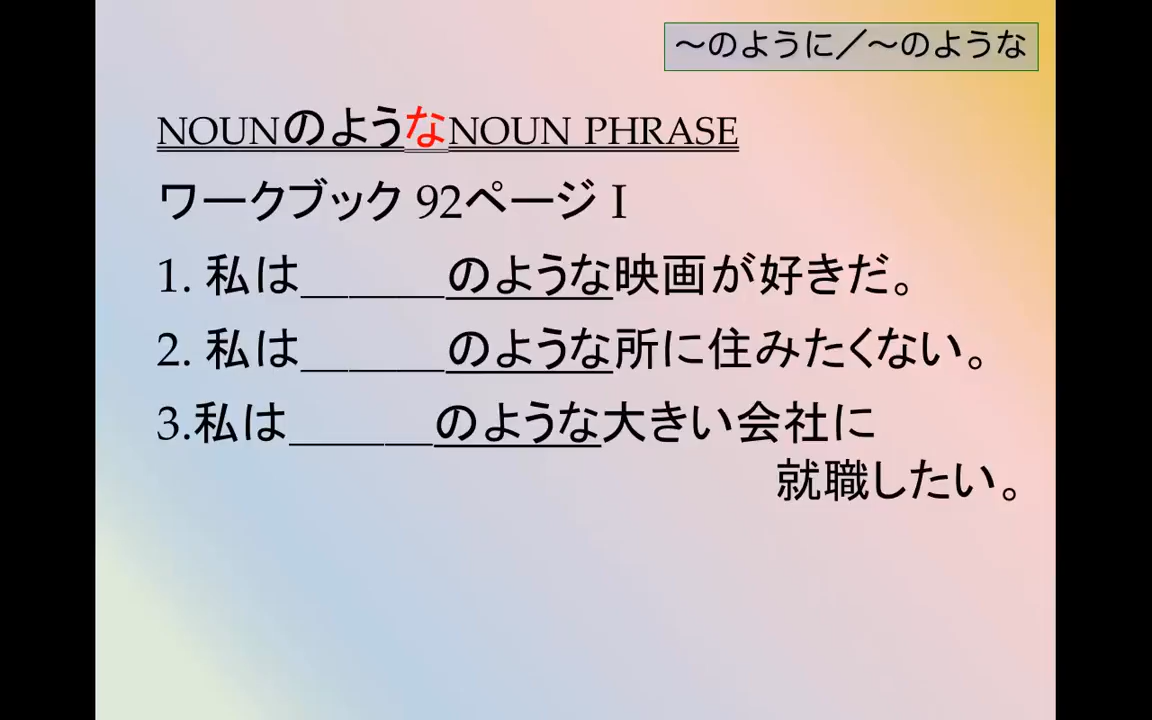 ～のように／～のような
NOUNのようなNOUN PHRASE
ワークブック 92ページ I
1. 私は______のような映画が好きだ。
2. 私は______のような所に住みたくない。
3.私は______のような大きい会社に
就職したい。